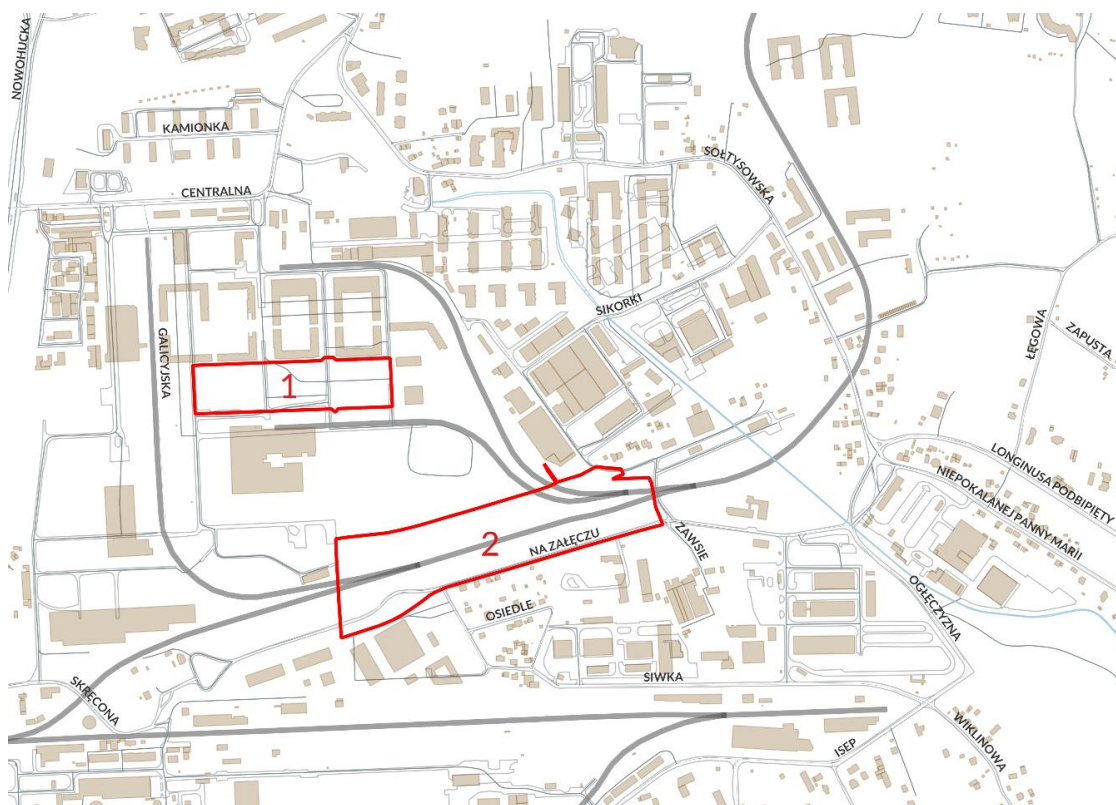 NOWOHUCKA
KAMIONKA
CENTRALNA
SOŁTYSOWSKA
SIKORKI
GALICYJSKA
ŁĘGOWA
ZAPUSTA
1
LONGINUSA PODBIPIĘTY
NIEPOKALANEJ PANNY MARII
2
NA ZAŁĘCZU
ZAWSIE
OSIEDLE
OGŁĘCZYZNA
SIWKA
SKRĘCONA
WIKLINOWA
ISEP